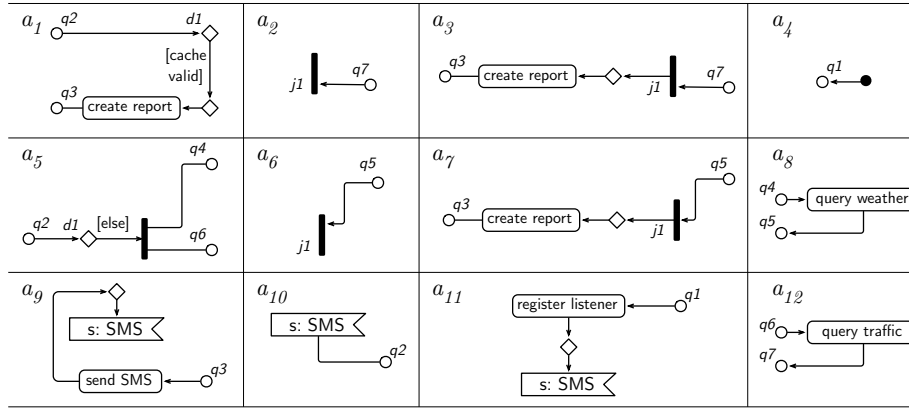 a1
q2
d1
[cache
valid]
q3
create report
a2
j1
q7
a3
q3
create report
j1
q7
a4
q1
a5
q4
q2
d1
[else]
q6
a6
q5
j1
a7
q5
q3
create report
j1
a8
q4
query weather
q5
a9
s: SMS
send SMS
q3
a10
s: SMS
q2
a11
register listener
q1
s: SMS
a12
q6
query traffic
q7